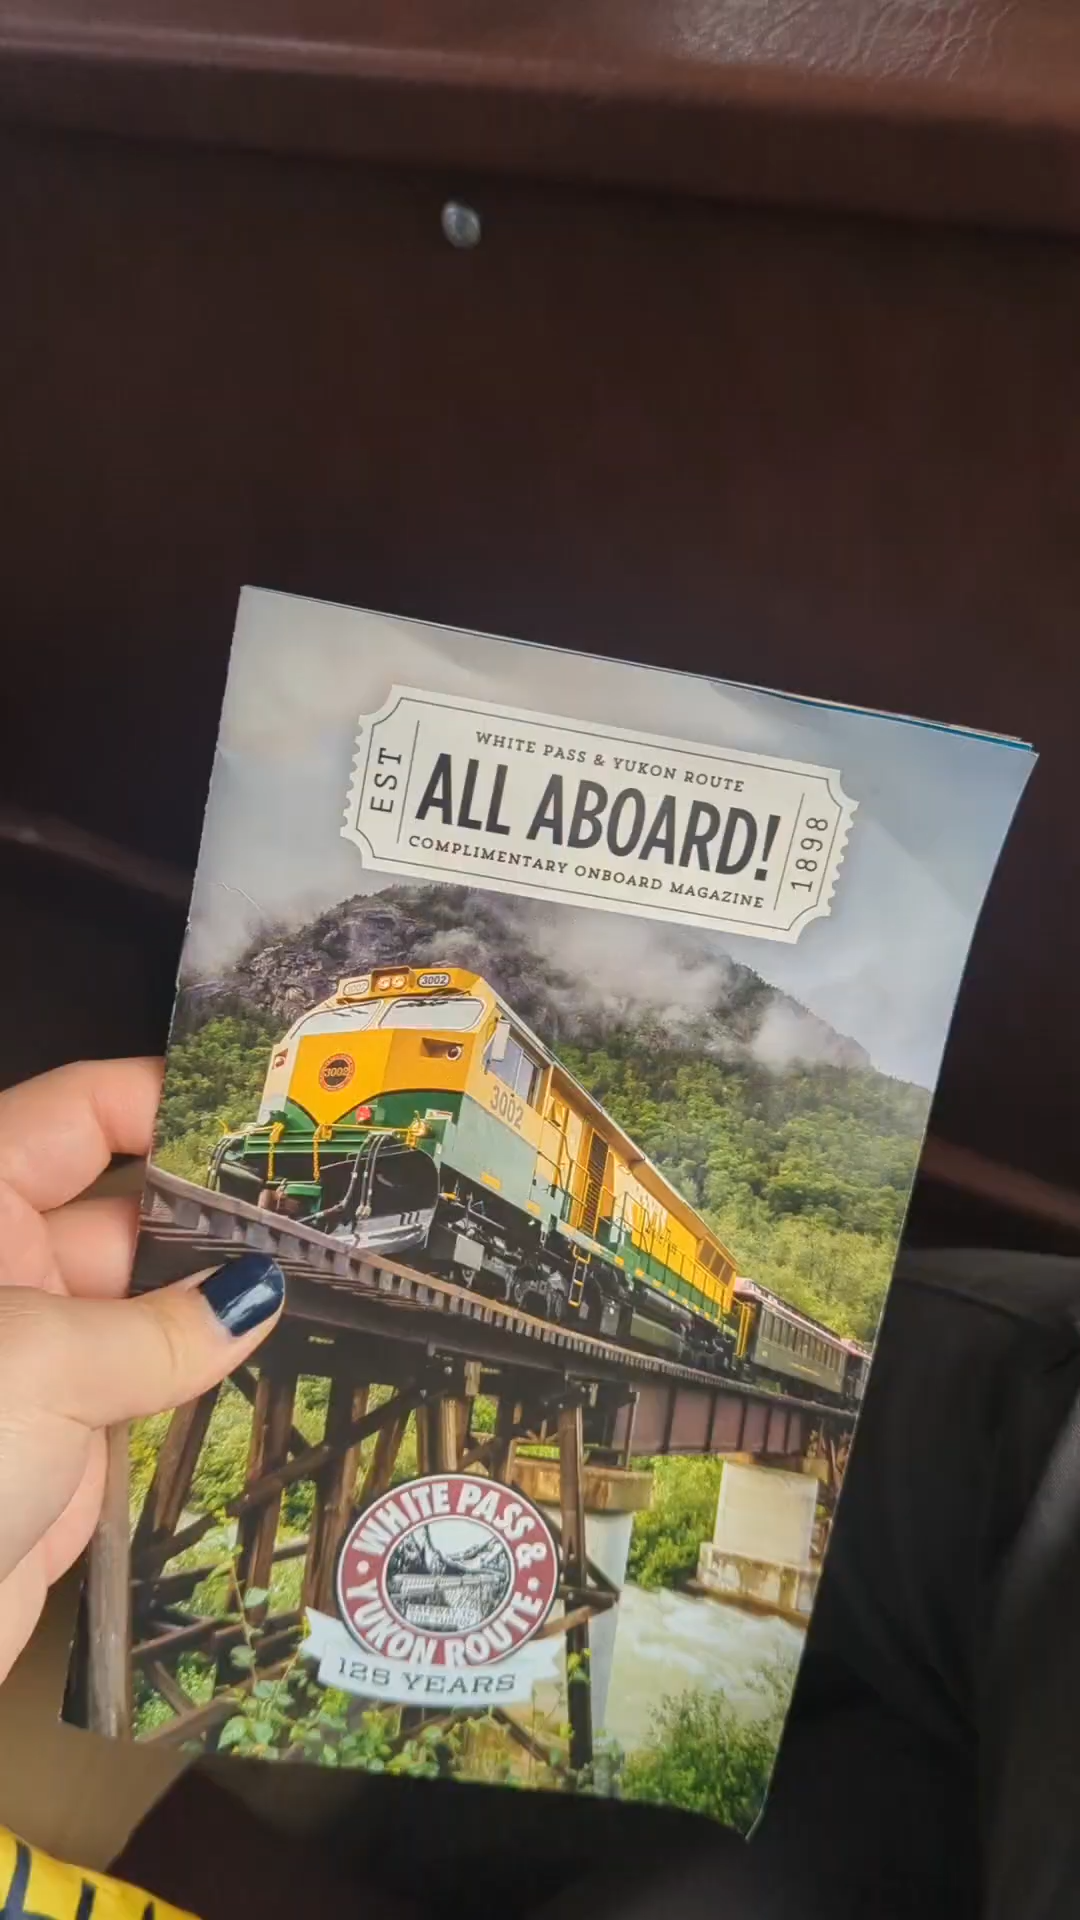 WHITE PASS & YUKON ROUTE
EST
ALL ABOARD!
1898
COMPLIMENTARY ONBOARD MAGAZINE
3002
3002
3002
WHITE PASS &
YUKON ROUTE
125 YEARS